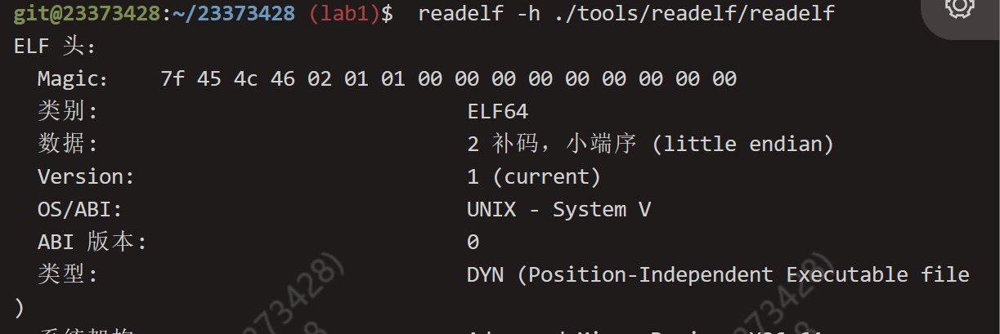 git@23373428:~/23373428 (lab1)$  readelf -h ./tools/readelf/readelf
ELF 头：
  Magic：   7f 45 4c 46 02 01 01 00 00 00 00 00 00 00 00 00
  类别:                              ELF64
  数据:                              2 补码，小端序 (little endian)
  Version:                           1 (current)
  OS/ABI:                            UNIX - System V
  ABI 版本:                          0
  类型:                              DYN (Position-Independent Executable file
)